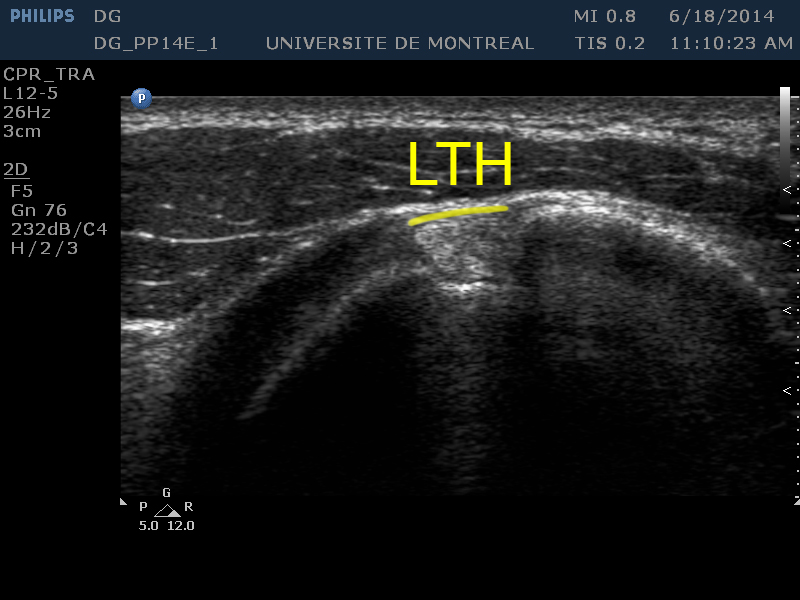 PHILIPS DG MI 0.8 6/18/2014
DG_PP14E_1 UNIVERSITE DE MONTREAL TIS 0.2 11:10:23 AM
CPR_TRA
L12-5
26Hz
3cm
2D
F5
Gn 76
232dB/C4
H/2/3
P
LTH
G
P R
5.0 12.0